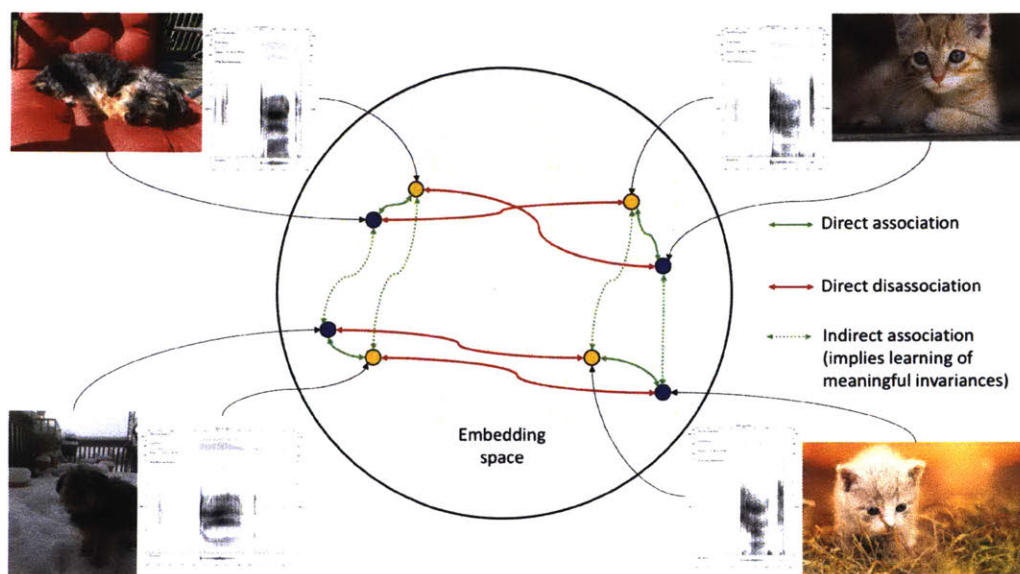 Direct association
Direct disassociation
Indirect association
(implies learning of
meaningful invariances)
Embedding
space